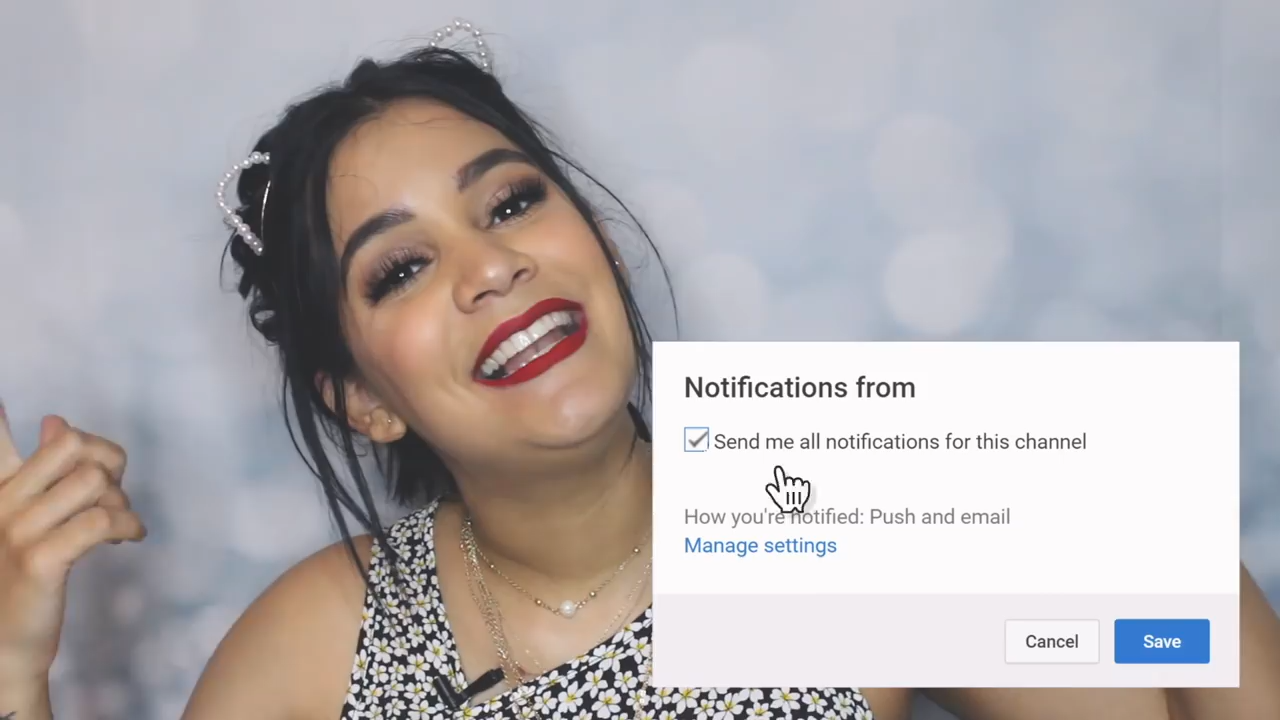 Notifications from
Send me all notifications for this channel
How you're notified: Push and email
Manage settings
Cancel
Save